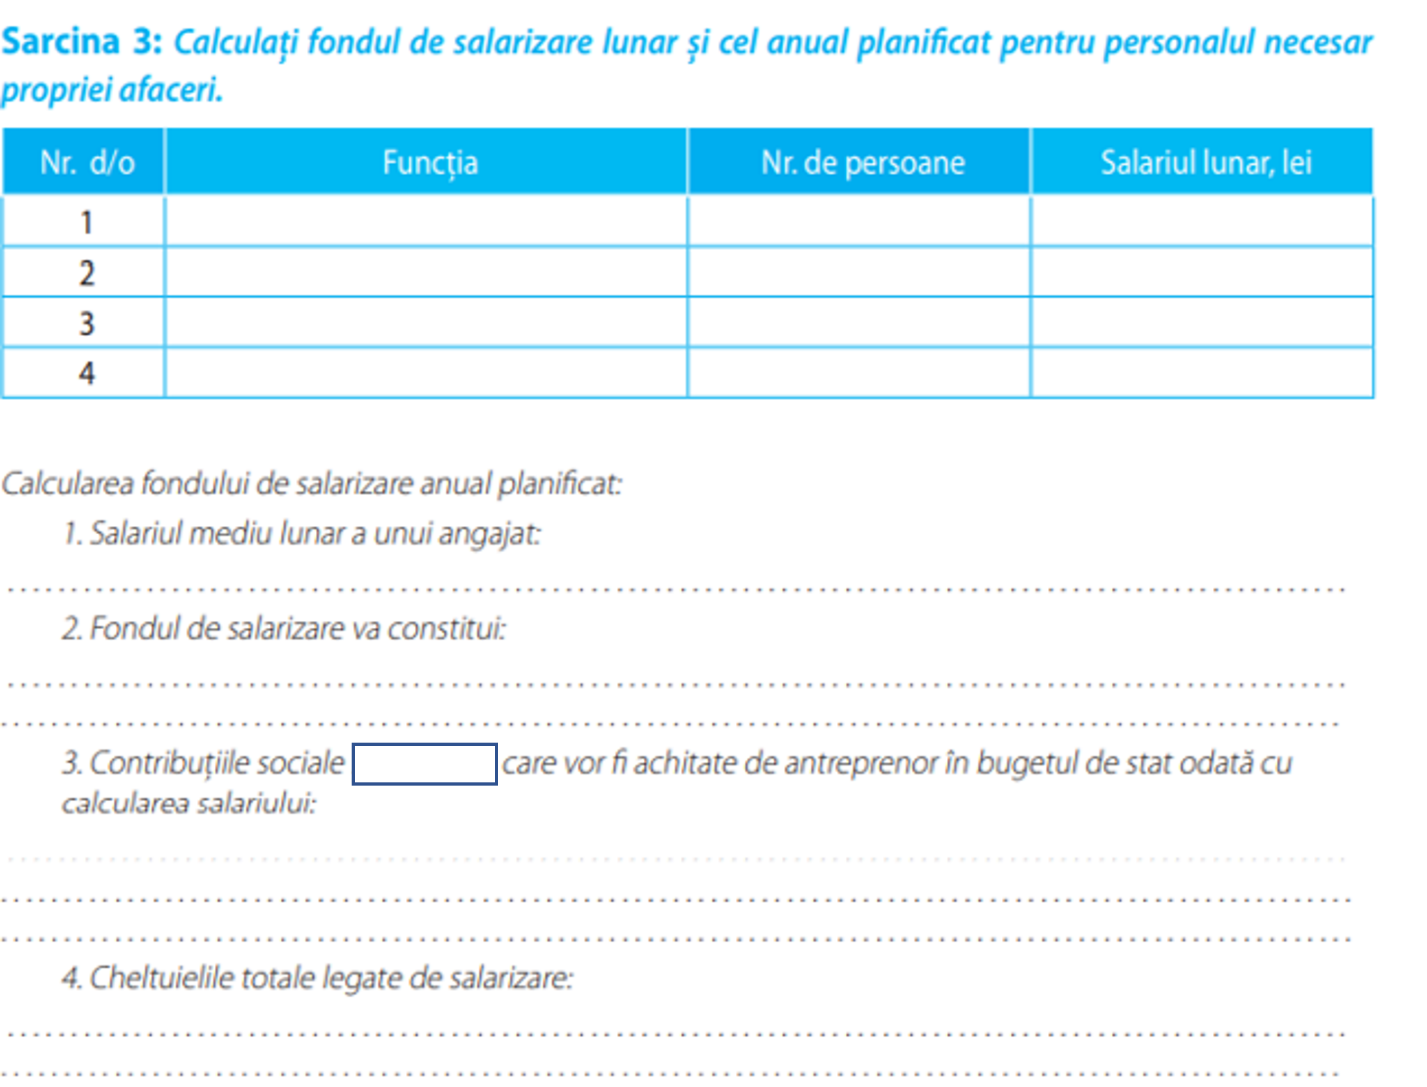 Sarcina 3: Calculați fondul de salarizare lunar și cel anual planificat pentru personalul necesar
propriei afaceri.
Nr. d/o Funcția Nr. de persoane Salariul lunar, lei
1
2
3
4
Calcularea fondului de salarizare anual planificat:
1. Salariul mediu lunar a unui angajat:
2. Fondul de salarizare va constitui:
3. Contribuțiile sociale care vor fi achitate de antreprenor în bugetul de stat odată cu
calcularea salariului:
4. Cheltuielile totale legate de salarizare: